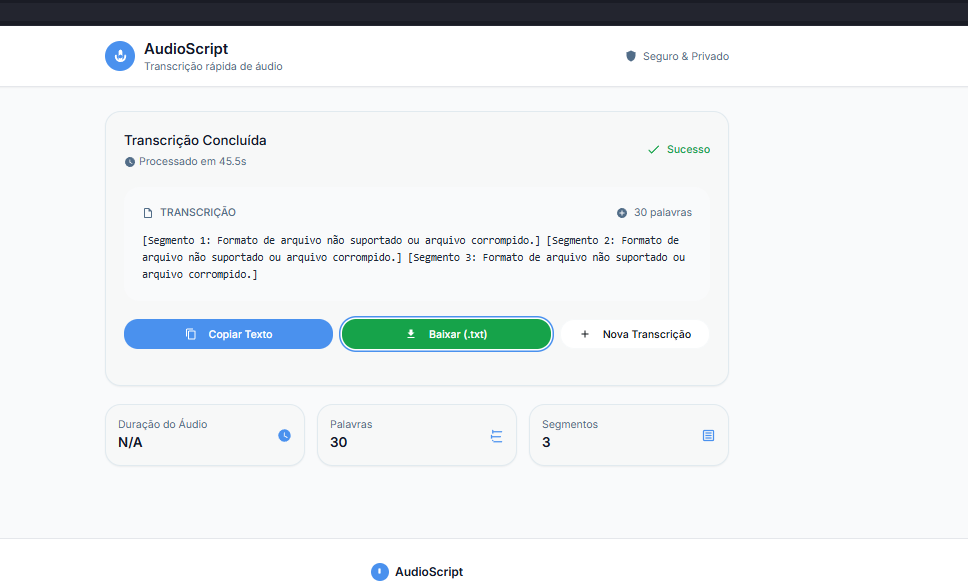 AudioScript
Transcrição rápida de áudio
Seguro & Privado
Transcrição Concluída
Processado em 45.5s
Sucesso
TRANSCRIÇÃO
30 palavras
[Segmento 1: Formato de arquivo não suportado ou arquivo corrompido.] [Segmento 2: Formato de
arquivo não suportado ou arquivo corrompido.] [Segmento 3: Formato de arquivo não suportado ou
arquivo corrompido.]
Copiar Texto
Baixar (.txt)
Nova Transcrição
Duração do Áudio
N/A
Palavras
30
Segmentos
3
AudioScript